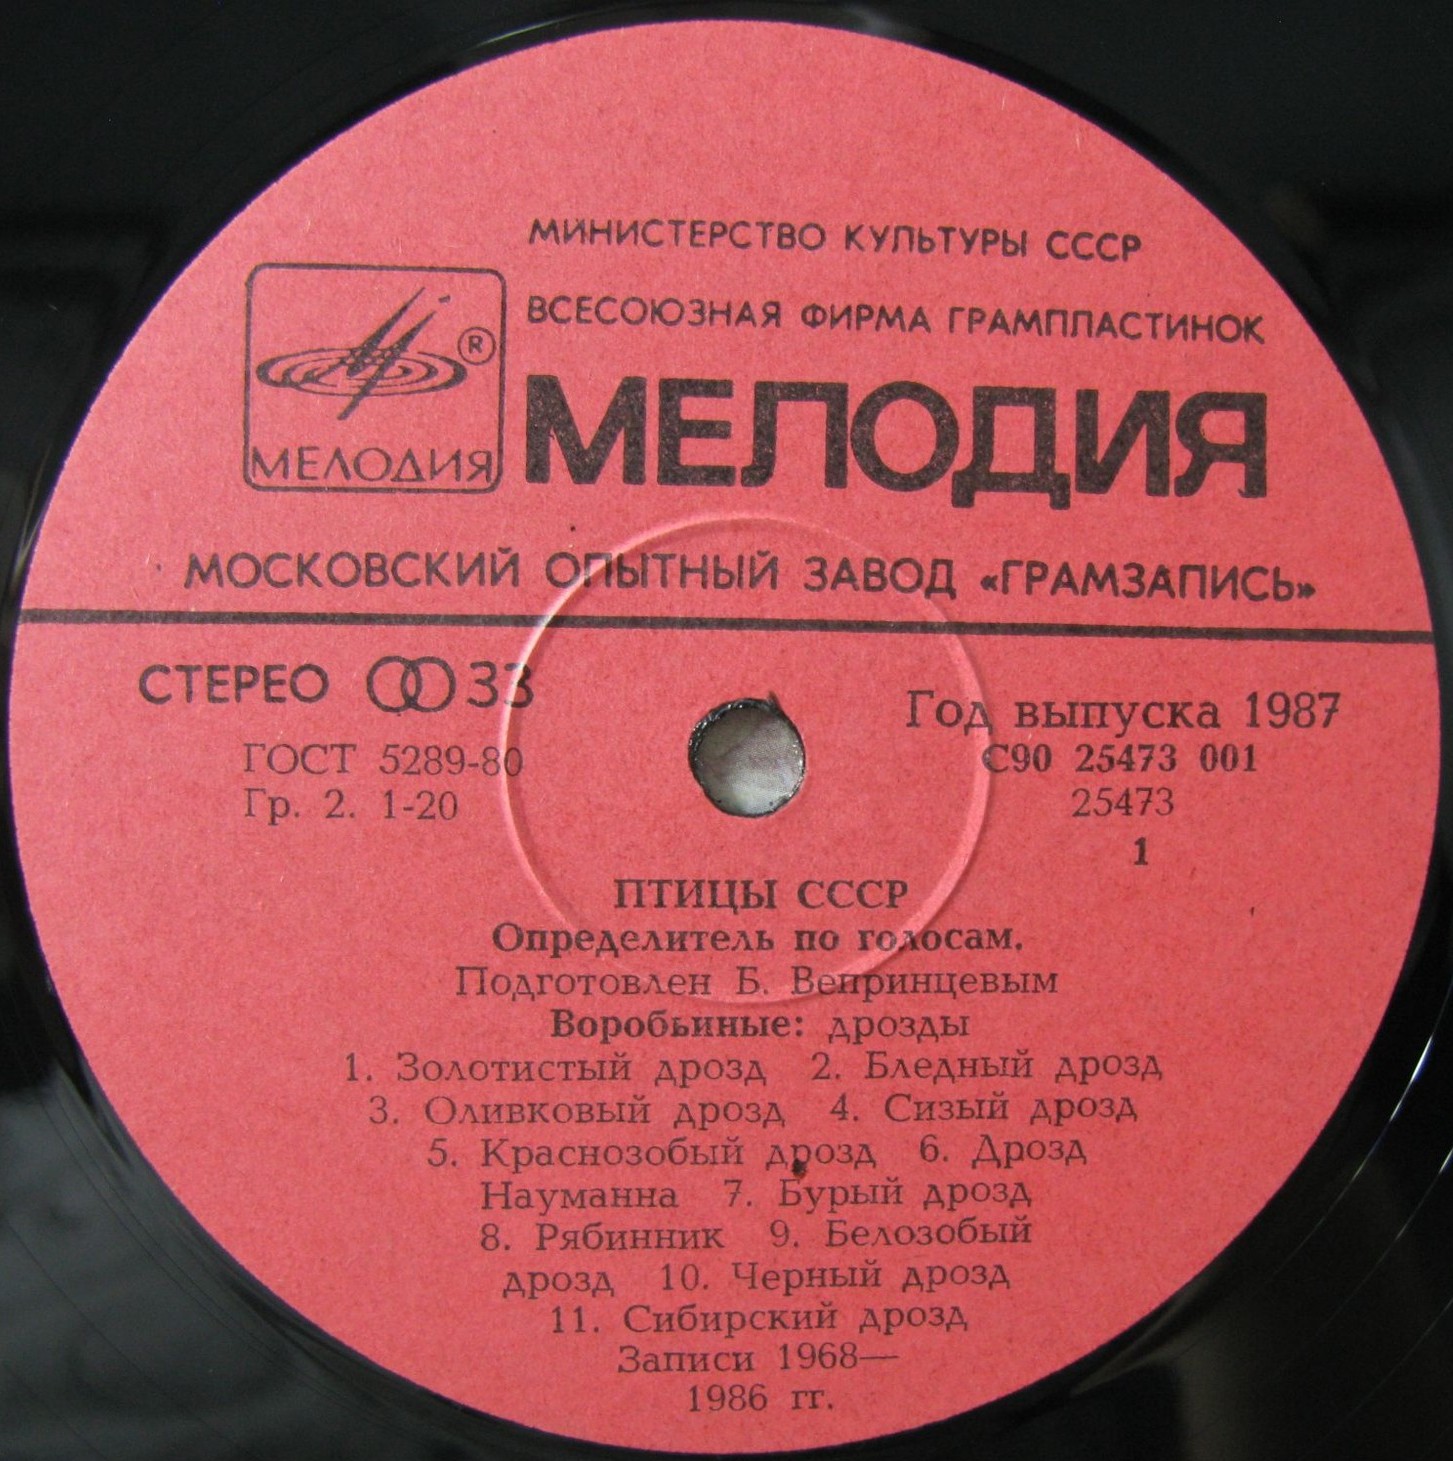 МИНИСТЕРСТВО КУЛЬТУРЫ СССР
ВСЕСОЮЗНАЯ ФИРМА ГРАМПЛАСТИНОК
®
МЕЛОДИЯ
МЕЛОДИЯ
МОСКОВСКИЙ ОПЫТНЫЙ ЗАВОД «ГРАМЗАПИСЬ»
СТЕРЕО 33
Год выпуска 1987
ГОСТ 5289-80
С90 25473 001
Гр. 2. 1-20
25473
1
ПТИЦЫ СССР
Определитель по голосам.
Подготовлен Б. Вепринцевым
Воробьиные: дрозды
1. Золотистый дрозд 2. Бледный дрозд
3. Оливковый дрозд 4. Сизый дрозд
5. Краснозобый дрозд 6. Дрозд
Науманна 7. Бурый дрозд
8. Рябинник 9. Белозобый
дрозд 10. Черный дрозд
11. Сибирский дрозд
Записи 1968—
1986 гг.